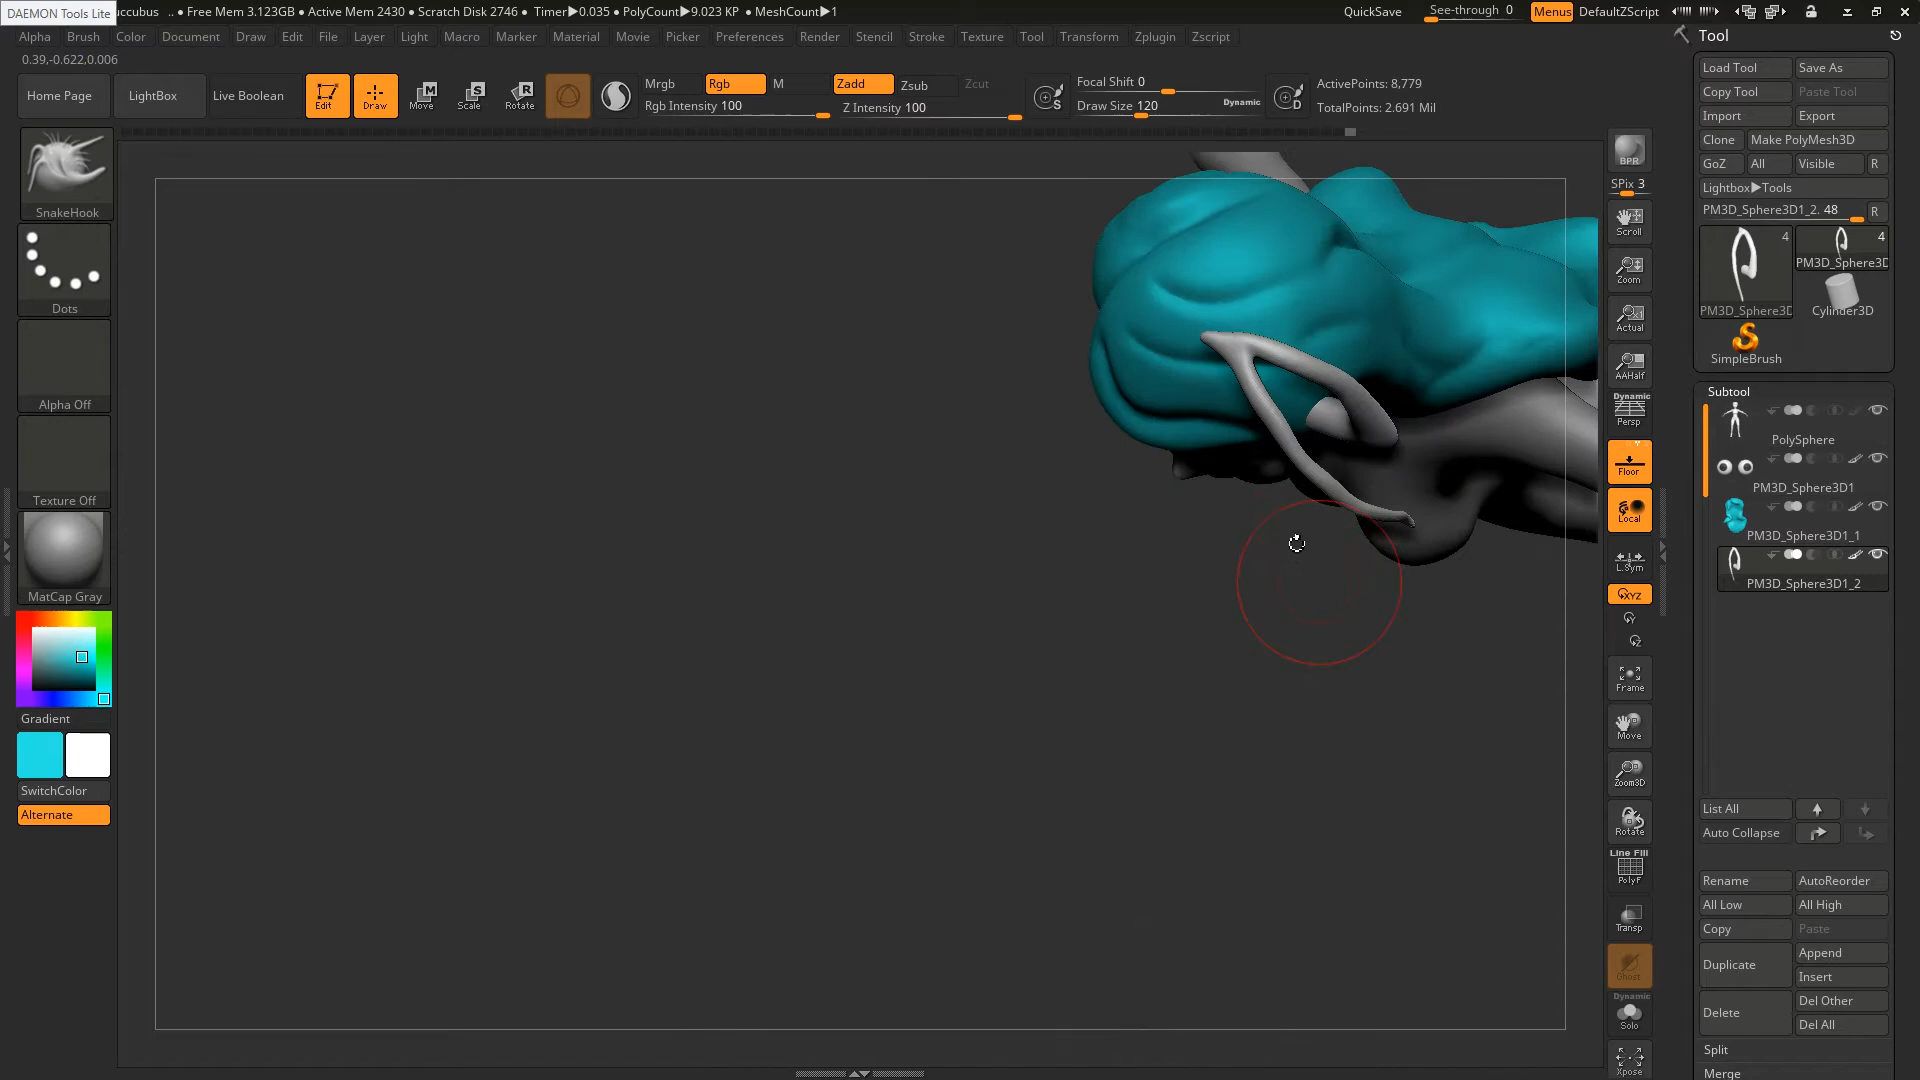 DAEMON Tools Lite
ccubus .. ● Free Mem 3.123GB ● Active Mem 2430 ● Scratch Disk 2746 ● Timer▶0.035 ● PolyCount▶9.023 KP ● MeshCount▶1
QuickSave See-through 0 Menus DefaultZScript
Alpha Brush Color Document Draw Edit File Layer Light Macro Marker Material Movie Picker Preferences Render Stencil Stroke Texture Tool Transform Zplugin Zscript
Tool
0.39,-0.622,0.006
Home Page LightBox Live Boolean Edit Draw Move Scale Rotate
Mrgb Rgb M Zadd Zsub Zcut
Rgb Intensity 100 Z Intensity 100
Focal Shift 0
Draw Size 120 Dynamic
S D
ActivePoints: 8,779
TotalPoints: 2.691 Mil
SnakeHook
Dots
Alpha Off
Texture Off
MatCap Gray
Gradient
SwitchColor
Alternate
BPR
SPix 3
Scroll
Zoom
Actual
AAHalf
Dynamic
Persp
Floor
Local
L.Sym
XYZ
Y
Z
Frame
Move
Zoom3D
Rotate
Line Fill
PolyF
Transp
Ghost
Dynamic
Solo
Xpose
Load Tool Save As
Copy Tool Paste Tool
Import Export
Clone Make PolyMesh3D
GoZ All Visible R
Lightbox▶Tools
PM3D_Sphere3D1_2. 48 R
4 4
PM3D_Sphere3D
PM3D_Sphere3D Cylinder3D
SimpleBrush
Subtool
PolySphere
PM3D_Sphere3D1
PM3D_Sphere3D1_1
PM3D_Sphere3D1_2
List All
Auto Collapse
Rename AutoReorder
All Low All High
Copy Paste
Duplicate Append
Insert
Delete Del Other
Del All
Split
Merge